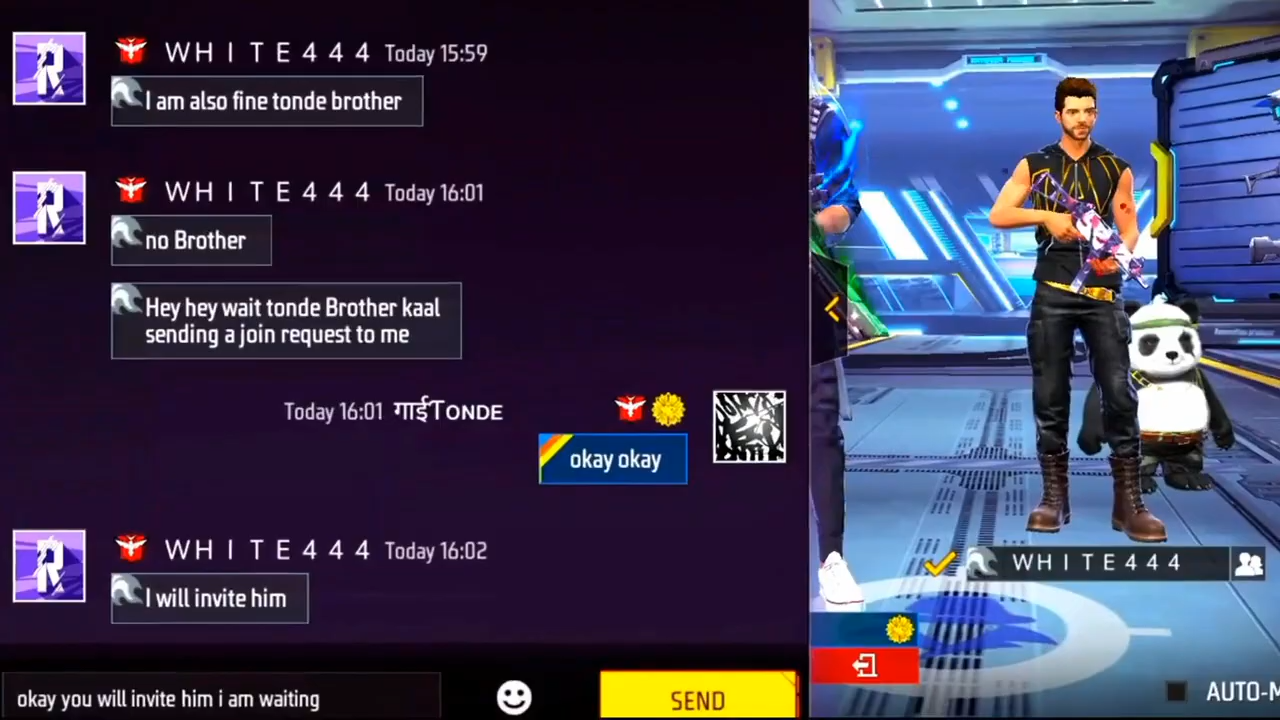 W H I T E 4 4 4 Today 15:59
I am also fine tonde brother
W H I T E 4 4 4 Today 16:01
no Brother
Hey hey wait tonde Brother kaal
sending a join request to me
Today 16:01 गाईTONDE
okay okay
W H I T E 4 4 4 Today 16:02
I will invite him
okay you will invite him i am waiting
SEND
W H I T E 4 4 4
AUTO-M